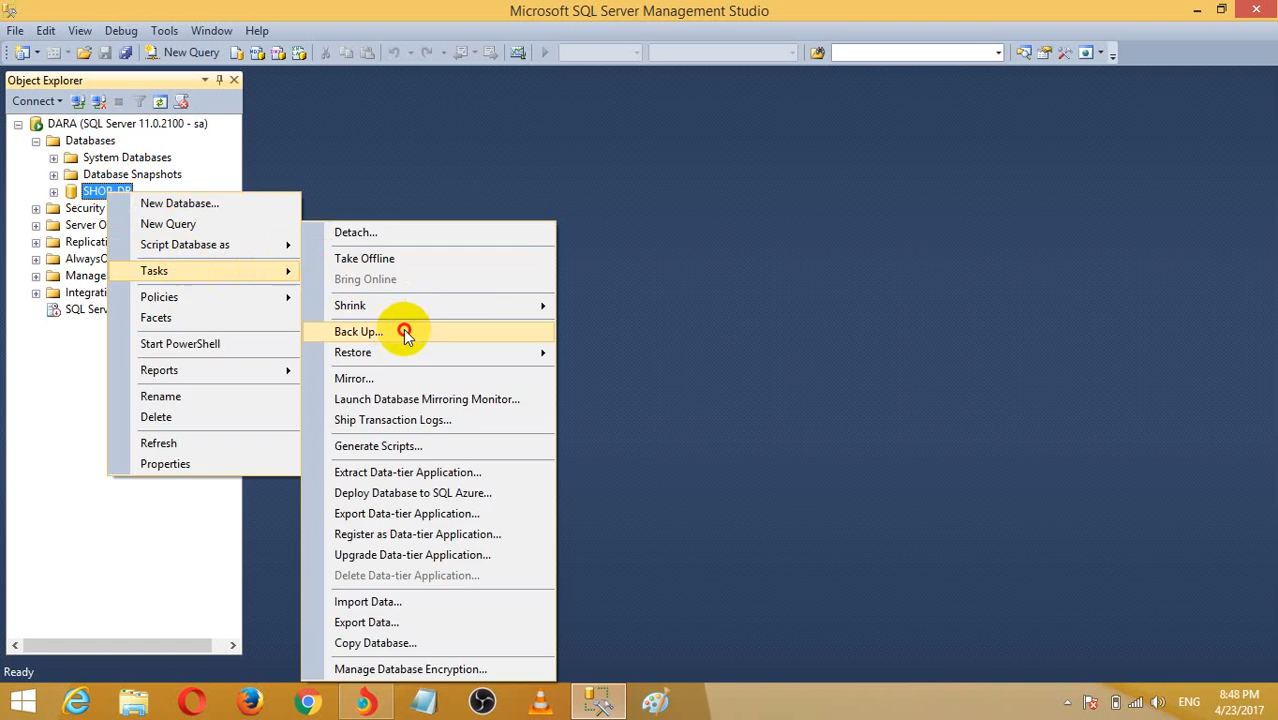 Microsoft SQL Server Management Studio
File Edit View Debug Tools Window Help
New Query
Object Explorer
Connect
DARA (SQL Server 11.0.2100 - sa)
Databases
System Databases
Database Snapshots
SHOP_DB
Security
Server O
Replicati
AlwaysO
Manage
Integrati
SQL Serv
New Database...
New Query
Script Database as
Tasks
Policies
Facets
Start PowerShell
Reports
Rename
Delete
Refresh
Properties
Detach...
Take Offline
Bring Online
Shrink
Back Up...
Restore
Mirror...
Launch Database Mirroring Monitor...
Ship Transaction Logs...
Generate Scripts...
Extract Data-tier Application...
Deploy Database to SQL Azure...
Export Data-tier Application...
Register as Data-tier Application...
Upgrade Data-tier Application...
Delete Data-tier Application...
Import Data...
Export Data...
Copy Database...
Manage Database Encryption...
Ready
ENG
8:48 PM
4/23/2017